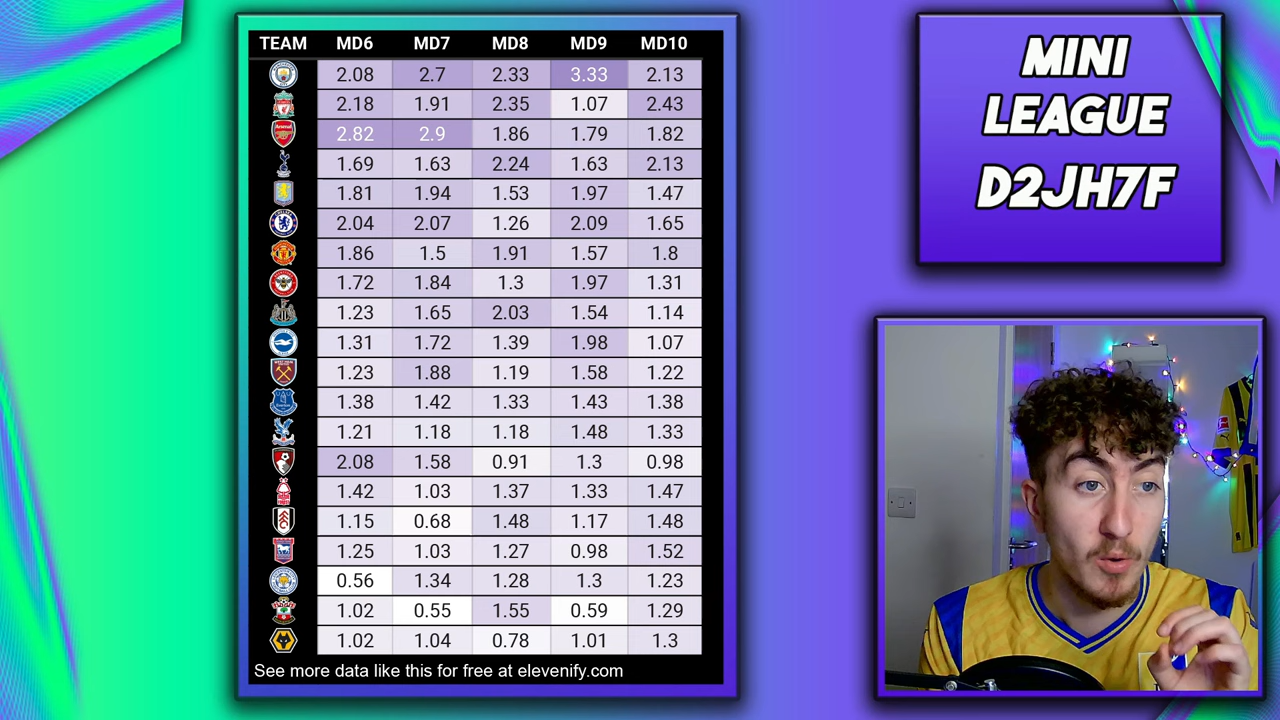 TEAM MD6 MD7 MD8 MD9 MD10
2.08 2.7 2.33 3.33 2.13
2.18 1.91 2.35 1.07 2.43
Arsenal 2.82 2.9 1.86 1.79 1.82
1.69 1.63 2.24 1.63 2.13
1.81 1.94 1.53 1.97 1.47
2.04 2.07 1.26 2.09 1.65
1.86 1.5 1.91 1.57 1.8
1.72 1.84 1.3 1.97 1.31
1.23 1.65 2.03 1.54 1.14
1.31 1.72 1.39 1.98 1.07
1.23 1.88 1.19 1.58 1.22
1.38 1.42 1.33 1.43 1.38
1.21 1.18 1.18 1.48 1.33
2.08 1.58 0.91 1.3 0.98
1.42 1.03 1.37 1.33 1.47
1.15 0.68 1.48 1.17 1.48
1.25 1.03 1.27 0.98 1.52
0.56 1.34 1.28 1.3 1.23
1.02 0.55 1.55 0.59 1.29
1.02 1.04 0.78 1.01 1.3
See more data like this for free at elevenify.com
MINI
LEAGUE
D2JH7F